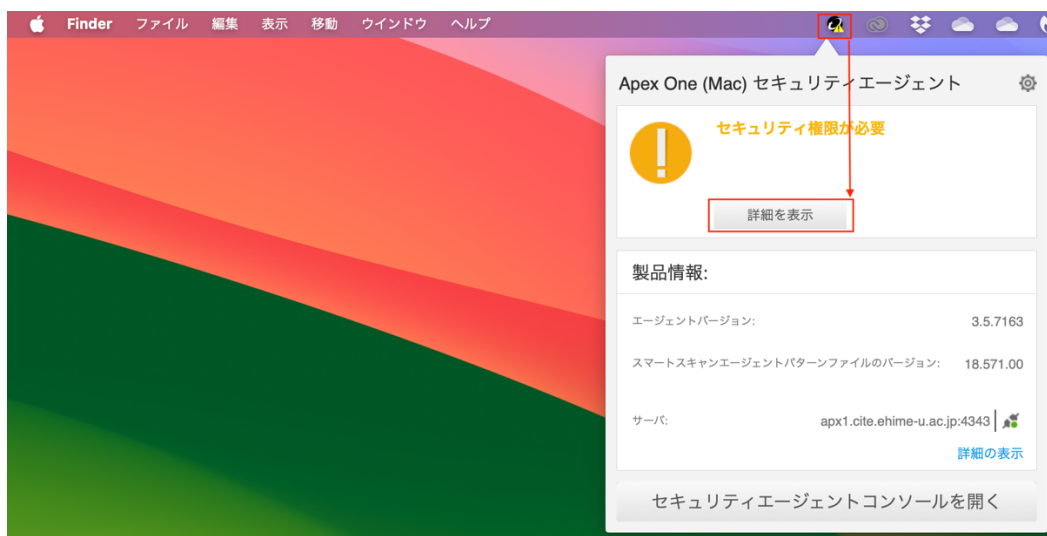 Finder ファイル 編集 表示 移動 ウインドウ ヘルプ
Apex One (Mac) セキュリティエージェント
セキュリティ権限が必要
詳細を表示
製品情報:
エージェントバージョン: 3.5.7163
スマートスキャンエージェントパターンファイルのバージョン: 18.571.00
サーバ: apx1.cite.ehime-u.ac.jp:4343
詳細の表示
セキュリティエージェントコンソールを開く